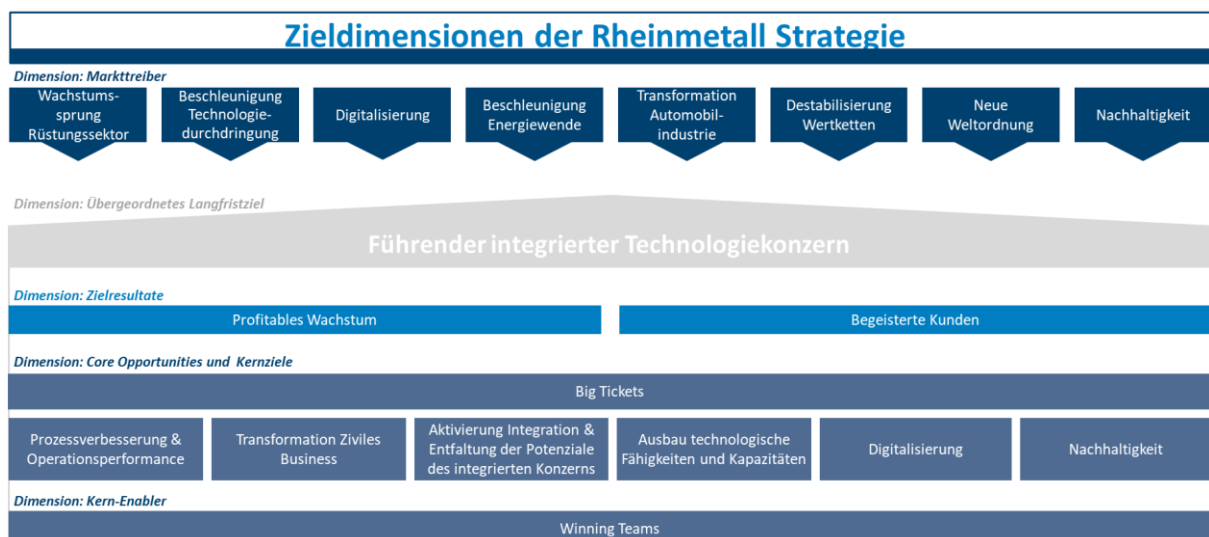 Zieldimensionen der Rheinmetall Strategie
Dimension: Markttreiber
Wachstums-
sprung
Rüstungssektor
Beschleunigung
Technologie-
durchdringung
Digitalisierung
Beschleunigung
Energiewende
Transformation
Automobil-
industrie
Destabilisierung
Wertketten
Neue
Weltordnung
Nachhaltigkeit
Dimension: Übergeordnetes Langfristziel
Führender integrierter Technologiekonzern
Dimension: Zielresultate
Profitables Wachstum
Begeisterte Kunden
Dimension: Core Opportunities und Kernziele
Big Tickets
Prozessverbesserung &
Operationsperformance
Transformation Ziviles
Business
Aktivierung Integration &
Entfaltung der Potenziale
des integrierten Konzerns
Ausbau technologische
Fähigkeiten und Kapazitäten
Digitalisierung
Nachhaltigkeit
Dimension: Kern-Enabler
Winning Teams